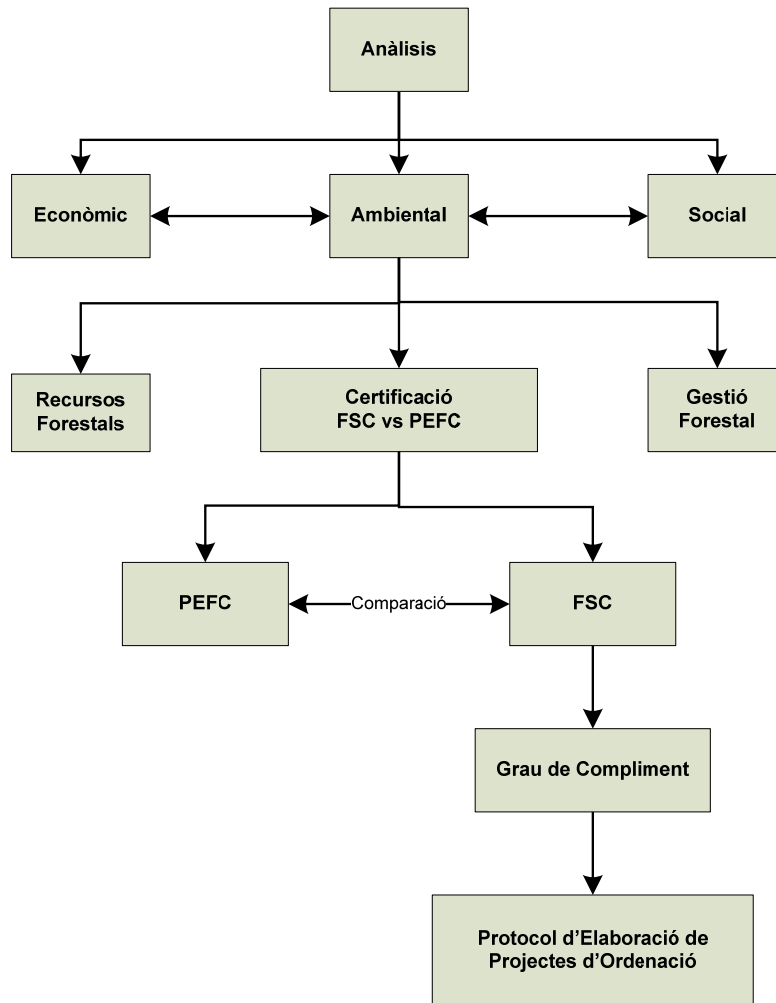 Anàlisis
Econòmic
Ambiental
Social
Recursos
Forestals
Certificació
FSC vs PEFC
Gestió
Forestal
PEFC
Comparació
FSC
Grau de Compliment
Protocol d’Elaboració de
Projectes d’Ordenació